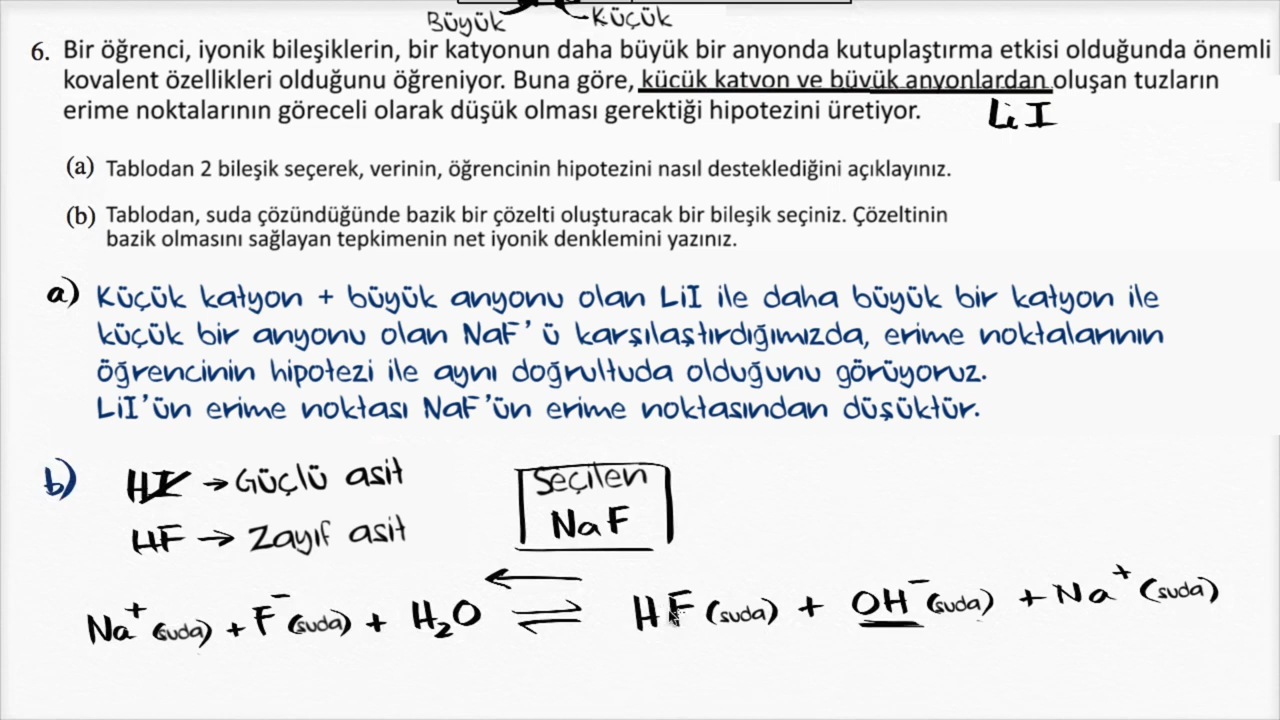 Büyük Küçük
6. Bir öğrenci, iyonik bileşiklerin, bir katyonun daha büyük bir anyonda kutuplaştırma etkisi olduğunda önemli
kovalent özellikleri olduğunu öğreniyor. Buna göre, küçük katyon ve büyük anyonlardan oluşan tuzların
erime noktalarının göreceli olarak düşük olması gerektiği hipotezini üretiyor.
LiI
(a) Tablodan 2 bileşik seçerek, verinin, öğrencinin hipotezini nasıl desteklediğini açıklayınız.
(b) Tablodan, suda çözündüğünde bazik bir çözelti oluşturacak bir bileşik seçiniz. Çözeltinin
bazik olmasını sağlayan tepkimenin net iyonik denklemini yazınız.
a) Küçük katyon + büyük anyonu olan LiI ile daha büyük bir katyon ile
küçük bir anyonu olan NaF'ü karşılaştırdığımızda, erime noktalarının
öğrencinin hipotezi ile aynı doğrultuda olduğunu görüyoruz.
LiI'ün erime noktası NaF'ün erime noktasından düşüktür.
b) HI → Güçlü asit
HF → Zayıf asit
Seçilen
NaF
Na⁺(suda) + F⁻(suda) + H₂O ⇌ HF(suda) + OH⁻(suda) + Na⁺(suda)